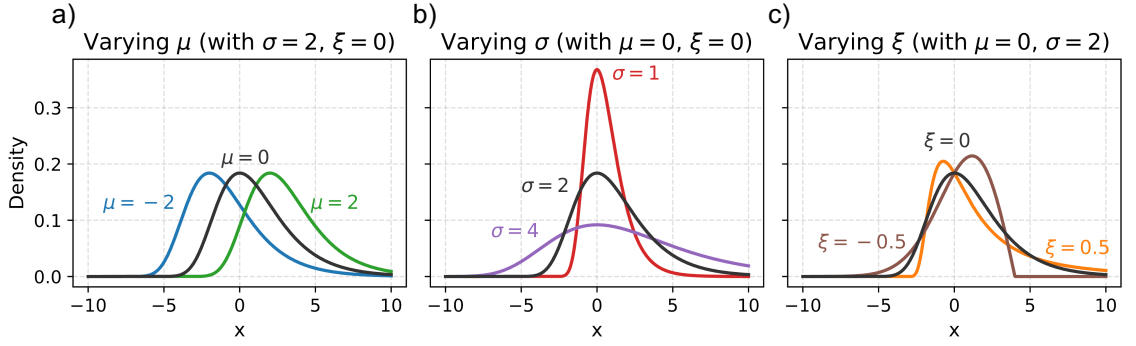 a)
Varying μ (with σ = 2, ξ = 0)
Density
0.3
0.2
0.1
0.0
μ = 0
μ = −2
μ = 2
−10
−5
0
5
10
x
b)
Varying σ (with μ = 0, ξ = 0)
σ = 1
σ = 2
σ = 4
−10
−5
0
5
10
x
c)
Varying ξ (with μ = 0, σ = 2)
ξ = 0
ξ = −0.5
ξ = 0.5
−10
−5
0
5
10
x